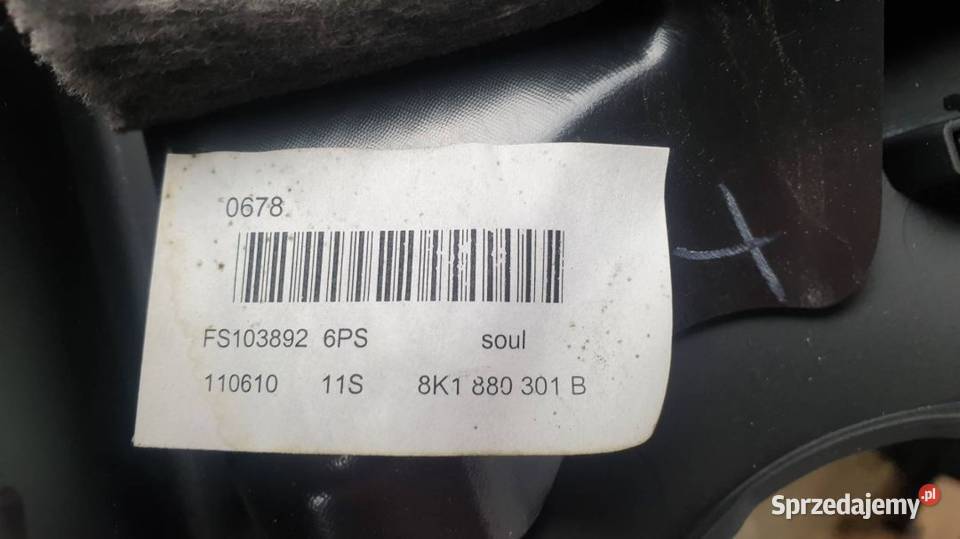 0678
FS103892 6PS soul
110610 11S 8K1 880 301 B
Sprzedajemy.pl